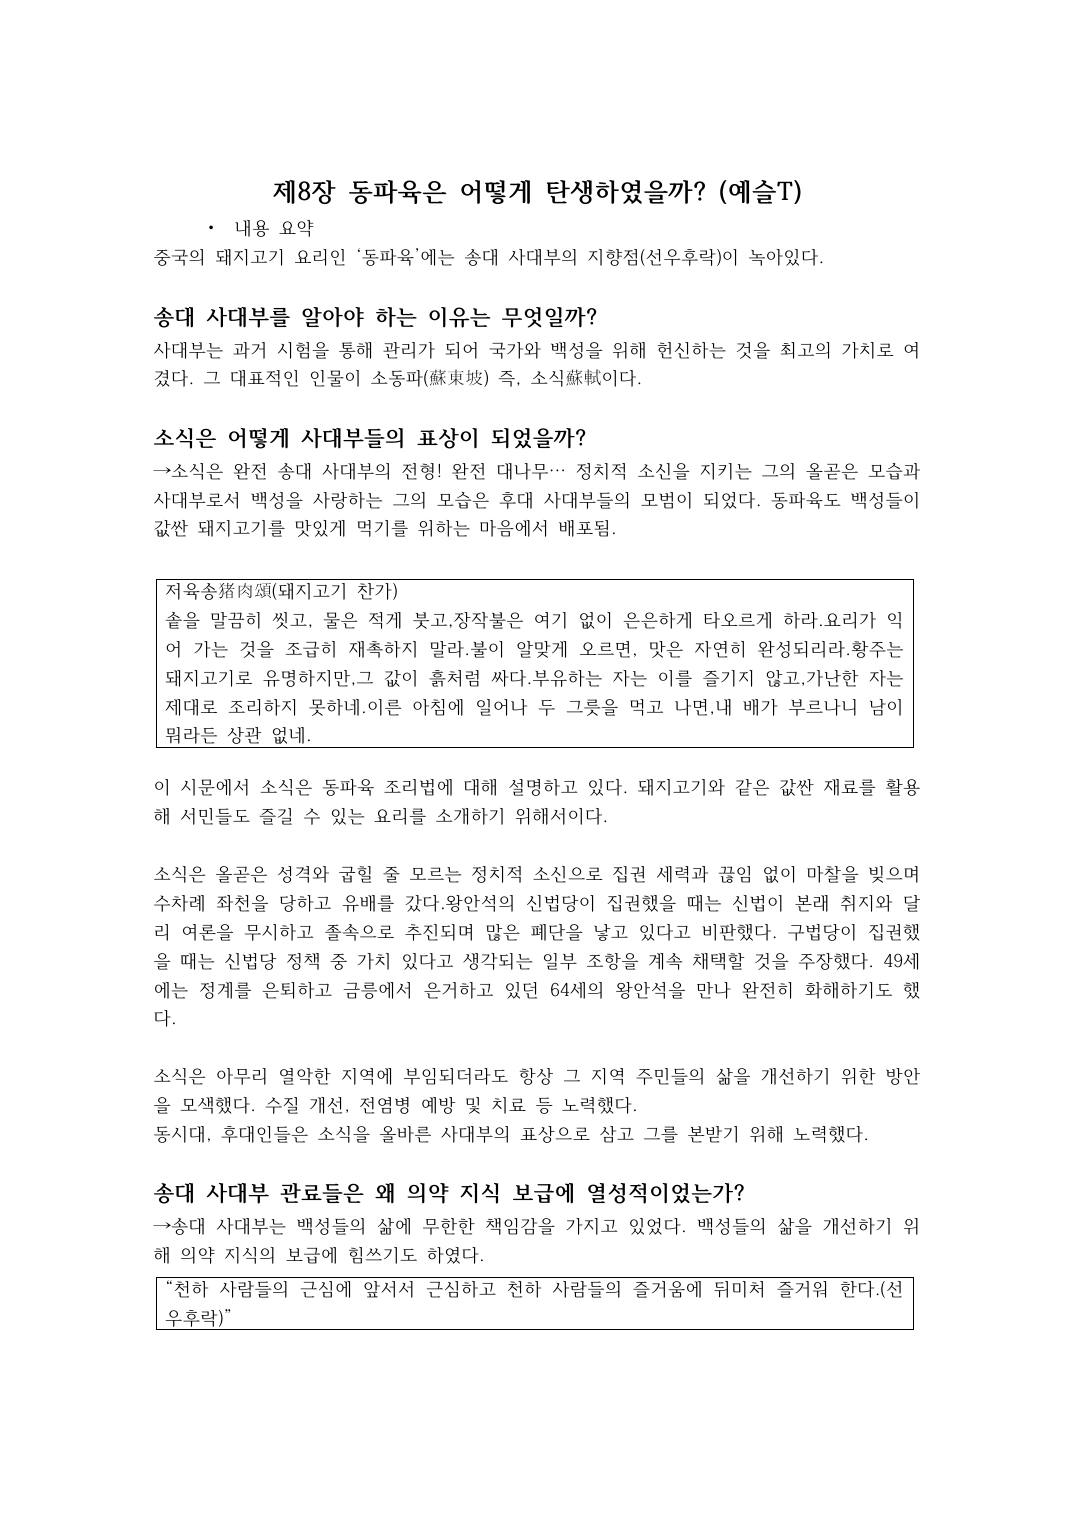 제8장 동파육은 어떻게 탄생하였을까? (예슬T)
• 내용 요약
중국의 돼지고기 요리인 ‘동파육’에는 송대 사대부의 지향점(선우후락)이 녹아있다.
송대 사대부를 알아야 하는 이유는 무엇일까?
사대부는 과거 시험을 통해 관리가 되어 국가와 백성을 위해 헌신하는 것을 최고의 가치로 여
겼다. 그 대표적인 인물이 소동파(蘇東坡) 즉, 소식蘇軾이다.
소식은 어떻게 사대부들의 표상이 되었을까?
→소식은 완전 송대 사대부의 전형! 완전 대나무… 정치적 소신을 지키는 그의 올곧은 모습과
사대부로서 백성을 사랑하는 그의 모습은 후대 사대부들의 모범이 되었다. 동파육도 백성들이
값싼 돼지고기를 맛있게 먹기를 위하는 마음에서 배포됨.
저육송猪肉頌(돼지고기 찬가)
솥을 말끔히 씻고, 물은 적게 붓고,장작불은 여기 없이 은은하게 타오르게 하라.요리가 익
어 가는 것을 조급히 재촉하지 말라.불이 알맞게 오르면, 맛은 자연히 완성되리라.황주는
돼지고기로 유명하지만,그 값이 흙처럼 싸다.부유하는 자는 이를 즐기지 않고,가난한 자는
제대로 조리하지 못하네.이른 아침에 일어나 두 그릇을 먹고 나면,내 배가 부르나니 남이
뭐라든 상관 없네.
이 시문에서 소식은 동파육 조리법에 대해 설명하고 있다. 돼지고기와 같은 값싼 재료를 활용
해 서민들도 즐길 수 있는 요리를 소개하기 위해서이다.
소식은 올곧은 성격와 굽힐 줄 모르는 정치적 소신으로 집권 세력과 끊임 없이 마찰을 빚으며
수차례 좌천을 당하고 유배를 갔다.왕안석의 신법당이 집권했을 때는 신법이 본래 취지와 달
리 여론을 무시하고 졸속으로 추진되며 많은 폐단을 낳고 있다고 비판했다. 구법당이 집권했
을 때는 신법당 정책 중 가치 있다고 생각되는 일부 조항을 계속 채택할 것을 주장했다. 49세
에는 정계를 은퇴하고 금릉에서 은거하고 있던 64세의 왕안석을 만나 완전히 화해하기도 했
다.
소식은 아무리 열악한 지역에 부임되더라도 항상 그 지역 주민들의 삶을 개선하기 위한 방안
을 모색했다. 수질 개선, 전염병 예방 및 치료 등 노력했다.
동시대, 후대인들은 소식을 올바른 사대부의 표상으로 삼고 그를 본받기 위해 노력했다.
송대 사대부 관료들은 왜 의약 지식 보급에 열성적이었는가?
→송대 사대부는 백성들의 삶에 무한한 책임감을 가지고 있었다. 백성들의 삶을 개선하기 위
해 의약 지식의 보급에 힘쓰기도 하였다.
“천하 사람들의 근심에 앞서서 근심하고 천하 사람들의 즐거움에 뒤미처 즐거워 한다.(선
우후락)”